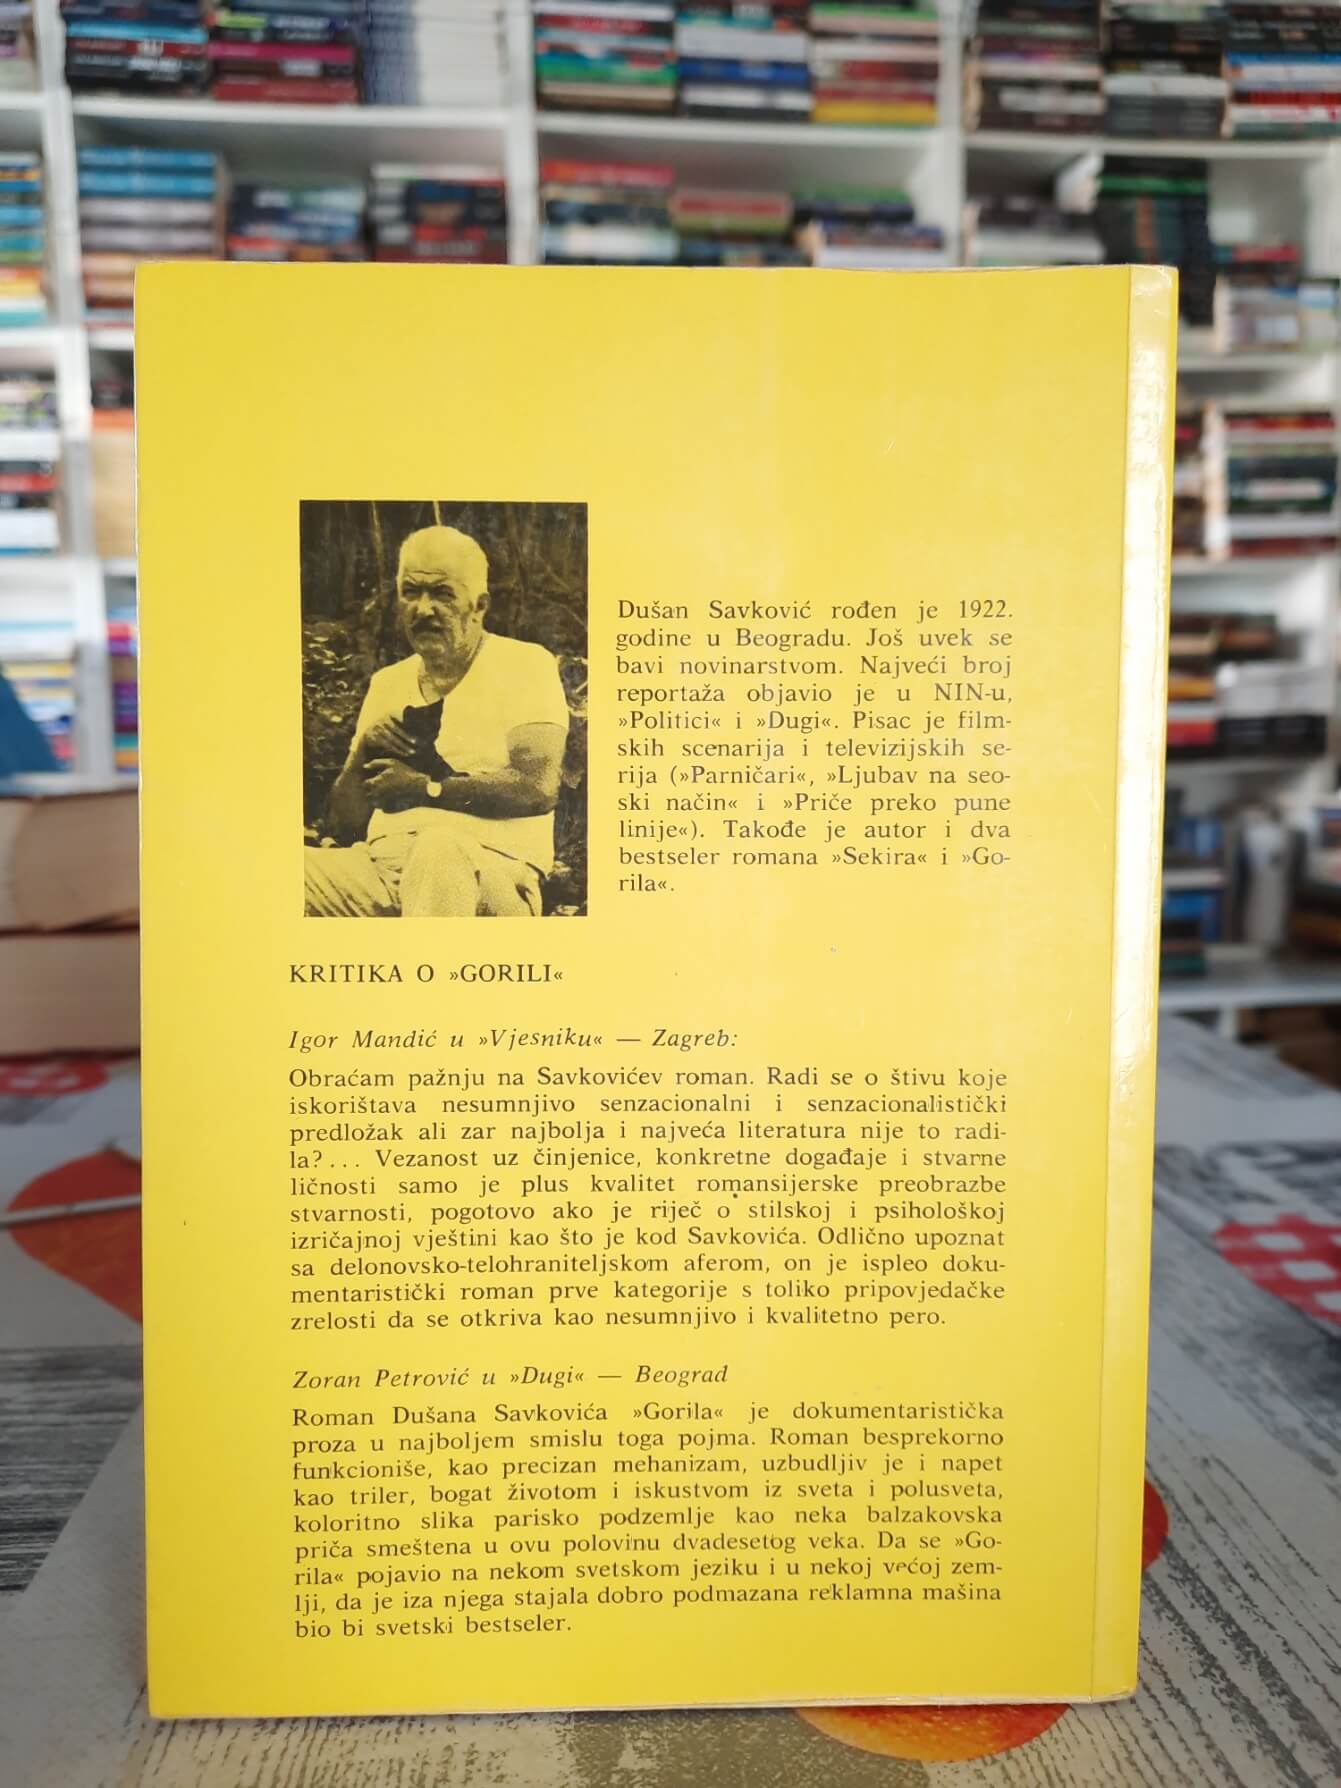 Dušan Savković rođen je 1922.
godine u Beogradu. Još uvek se
bavi novinarstvom. Najveći broj
reportaža objavio je u NIN-u,
»Politici« i »Dugi«. Pisac je film-
skih scenarija i televizijskih se-
rija (»Parničari«, »Ljubav na seo-
ski način« i »Priče preko pune
linije«). Takođe je autor i dva
bestseler romana »Sekira« i »Go-
rila«.
KRITIKA O »GORILI«
Igor Mandić u »Vjesniku« — Zagreb:
Obraćam pažnju na Savkovićev roman. Radi se o štivu koje
iskorištava nesumnjivo senzacionalni i senzacionalistički
predložak ali zar najbolja i najveća literatura nije to radi-
la?... Vezanost uz činjenice, konkretne događaje i stvarne
ličnosti samo je plus kvalitet romansijerske preobrazbe
stvarnosti, pogotovo ako je riječ o stilskoj i psihološkoj
izričajnoj vještini kao što je kod Savkovića. Odlično upoznat
sa delonovsko-telohraniteljskom aferom, on je ispleo doku-
mentaristički roman prve kategorije s toliko pripovjedačke
zrelosti da se otkriva kao nesumnjivo i kvalitetno pero.
Zoran Petrović u »Dugi« — Beograd
Roman Dušana Savkovića »Gorila« je dokumentaristička
proza u najboljem smislu toga pojma. Roman besprekorno
funkcioniše, kao precizan mehanizam, uzbudljiv je i napet
kao triler, bogat životom i iskustvom iz sveta i polusveta,
koloritno slika parisko podzemlje kao neka balzakovska
priča smeštena u ovu polovinu dvadesetog veka. Da se »Go-
rila« pojavio na nekom svetskom jeziku i u nekoj većoj zem-
lji, da je iza njega stajala dobro podmazana reklamna mašina
bio bi svetski bestseler.